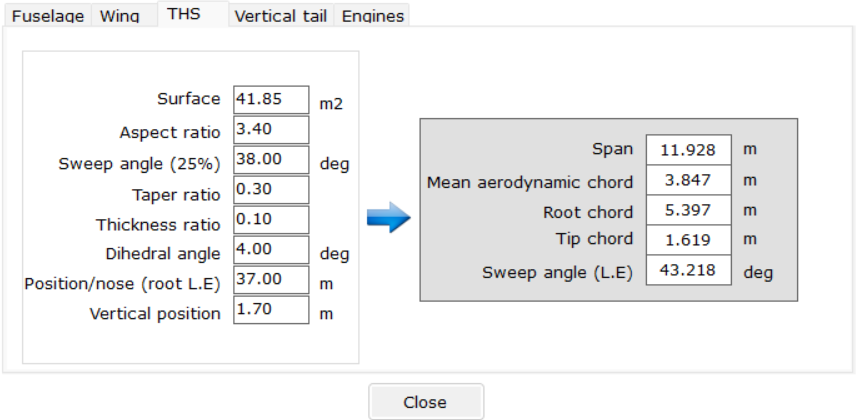 Fuselage Wing THS Vertical tail Engines
Surface 41.85 m2
Aspect ratio 3.40
Sweep angle (25%) 38.00 deg
Taper ratio 0.30
Thickness ratio 0.10
Dihedral angle 4.00 deg
Position/nose (root L.E) 37.00 m
Vertical position 1.70 m
Span 11.928 m
Mean aerodynamic chord 3.847 m
Root chord 5.397 m
Tip chord 1.619 m
Sweep angle (L.E) 43.218 deg
Close